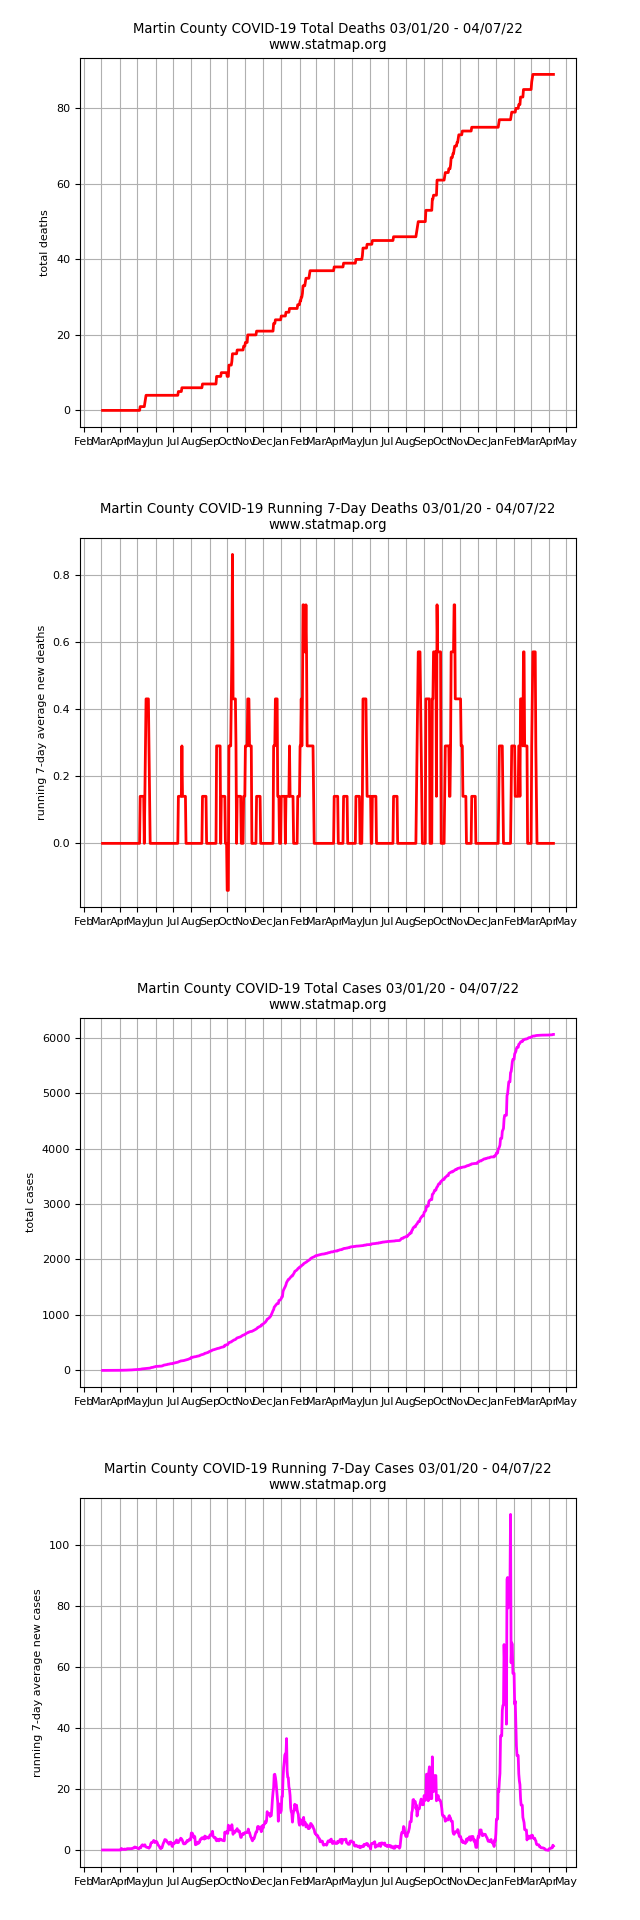 Martin County COVID-19 Total Deaths 03/01/20 - 04/07/22
www.statmap.org
total deaths
80
60
40
20
0
Feb Mar Apr May Jun Jul Aug Sep Oct Nov Dec Jan Feb Mar Apr May Jun Jul Aug Sep Oct Nov Dec Jan Feb Mar Apr May
Martin County COVID-19 Running 7-Day Deaths 03/01/20 - 04/07/22
www.statmap.org
running 7-day average new deaths
0.8
0.6
0.4
0.2
0.0
Feb Mar Apr May Jun Jul Aug Sep Oct Nov Dec Jan Feb Mar Apr May Jun Jul Aug Sep Oct Nov Dec Jan Feb Mar Apr May
Martin County COVID-19 Total Cases 03/01/20 - 04/07/22
www.statmap.org
total cases
6000
5000
4000
3000
2000
1000
0
Feb Mar Apr May Jun Jul Aug Sep Oct Nov Dec Jan Feb Mar Apr May Jun Jul Aug Sep Oct Nov Dec Jan Feb Mar Apr May
Martin County COVID-19 Running 7-Day Cases 03/01/20 - 04/07/22
www.statmap.org
running 7-day average new cases
100
80
60
40
20
0
Feb Mar Apr May Jun Jul Aug Sep Oct Nov Dec Jan Feb Mar Apr May Jun Jul Aug Sep Oct Nov Dec Jan Feb Mar Apr May